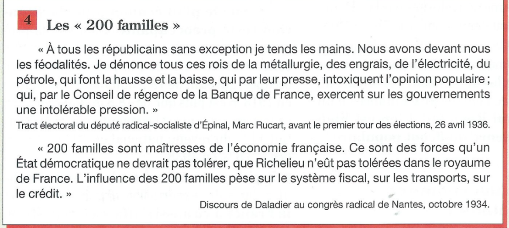 4 Les « 200 familles »
« À tous les républicains sans exception je tends les mains. Nous avons devant nous
les féodalités. Je dénonce tous ces rois de la métallurgie, des engrais, de l'électricité, du
pétrole, qui font la hausse et la baisse, qui par leur presse, intoxiquent l'opinion populaire ;
qui, par le Conseil de régence de la Banque de France, exercent sur les gouvernements
une intolérable pression. »
Tract électoral du député radical-socialiste d'Épinal, Marc Rucart, avant le premier tour des élections, 26 avril 1936.
« 200 familles sont maîtresses de l'économie française. Ce sont des forces qu'un
État démocratique ne devrait pas tolérer, que Richelieu n'eût pas tolérées dans le royaume
de France. L'influence des 200 familles pèse sur le système fiscal, sur les transports, sur
le crédit. »
Discours de Daladier au congrès radical de Nantes, octobre 1934.